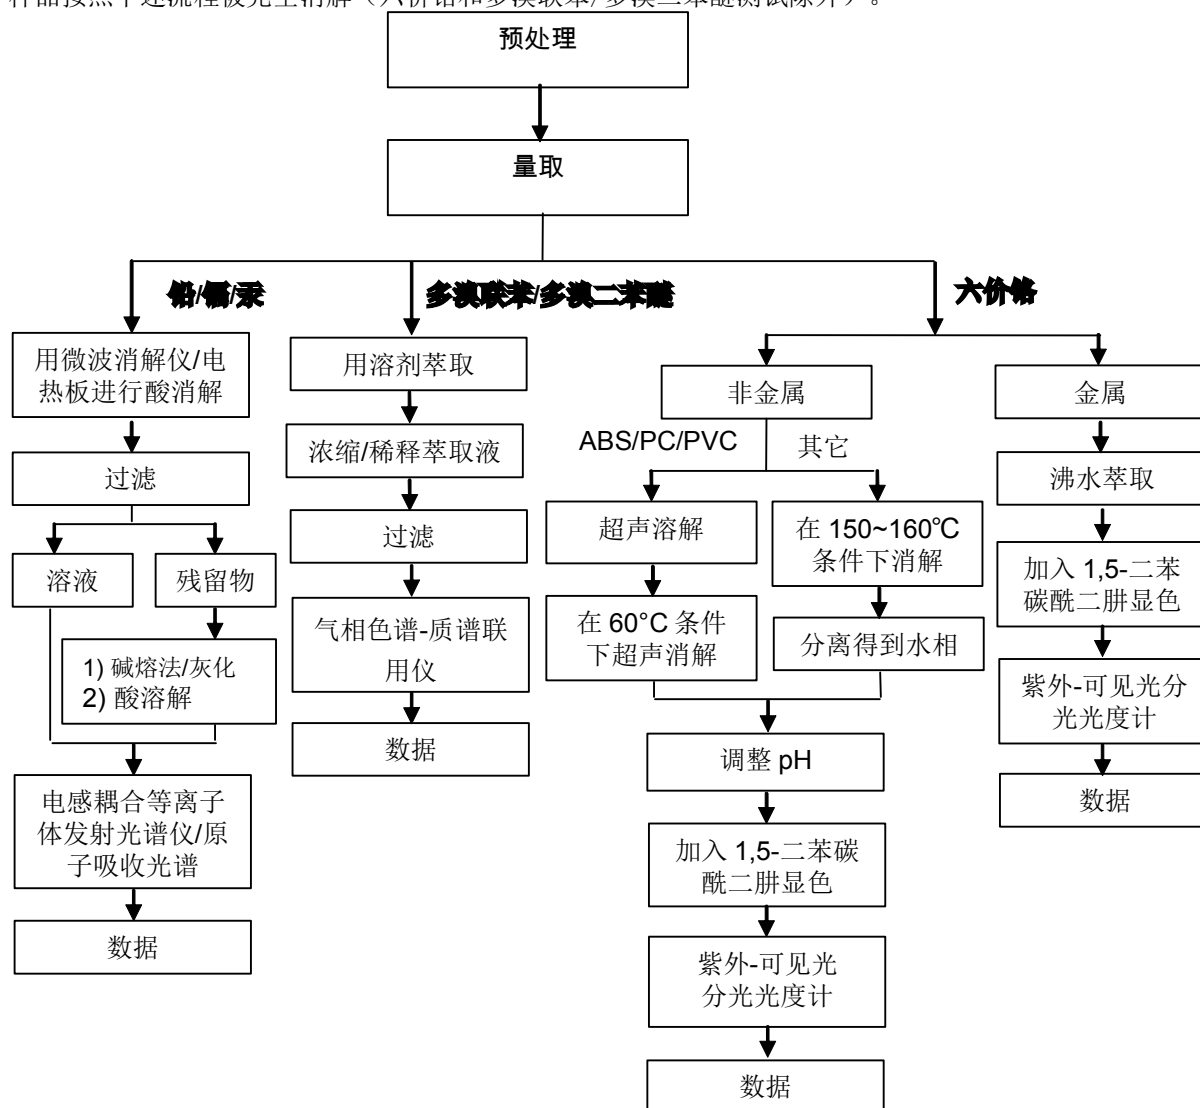 样品按照下述流程被完全消解（六价铬和多溴联苯/多溴二苯醚测试除外）。
预处理
量取
铅/镉/汞
多溴联苯/多溴二苯醚
六价铬
用微波消解仪/电
热板进行酸消解
过滤
溶液
残留物
1) 碱熔法/灰化
2) 酸溶解
电感耦合等离子
体发射光谱仪/原
子吸收光谱
数据
用溶剂萃取
浓缩/稀释萃取液
过滤
气相色谱-质谱联
用仪
数据
非金属
ABS/PC/PVC
其它
超声溶解
在 60°C 条件
下超声消解
在 150~160℃
条件下消解
分离得到水相
调整 pH
加入 1,5-二苯碳
酰二肼显色
紫外-可见光
分光光度计
数据
金属
沸水萃取
加入 1,5-二苯
碳酰二肼显色
紫外-可见光分
光光度计
数据